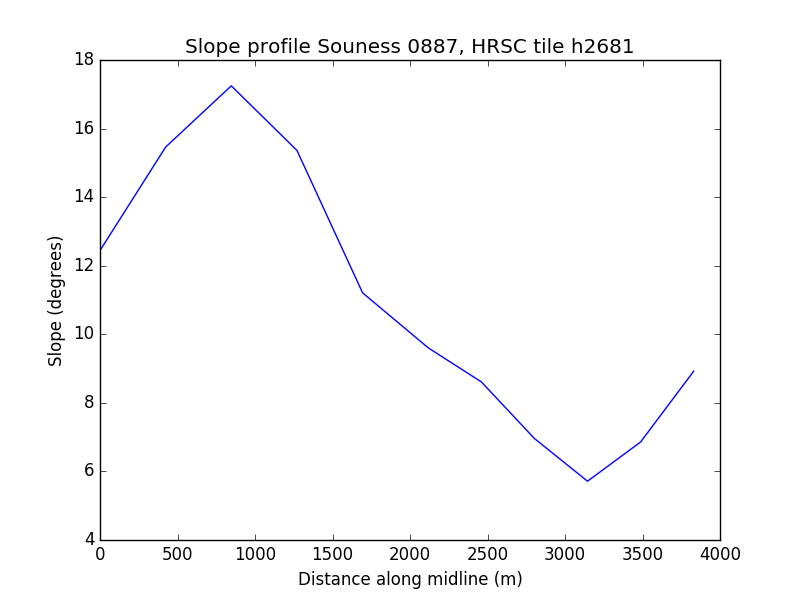 Slope profile Souness 0887, HRSC tile h2681
18
16
14
12
10
8
6
4
Slope (degrees)
0 500 1000 1500 2000 2500 3000 3500 4000
Distance along midline (m)